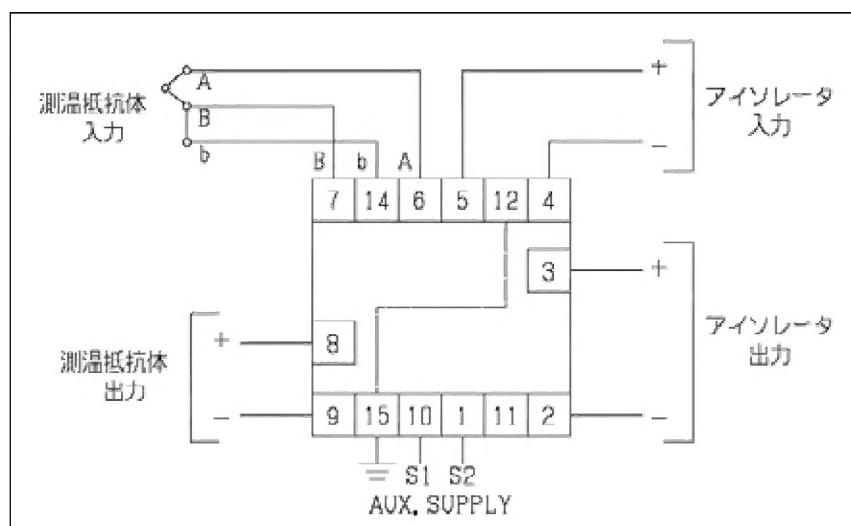 A
測温抵抗体
入力
B
b
B b A
7 14 6 5 12 4
+
アイソレータ
入力
−
3
+
アイソレータ
出力
−
8
+
測温抵抗体
出力
−
9 15 10 1 11 2
S1 S2
AUX. SUPPLY